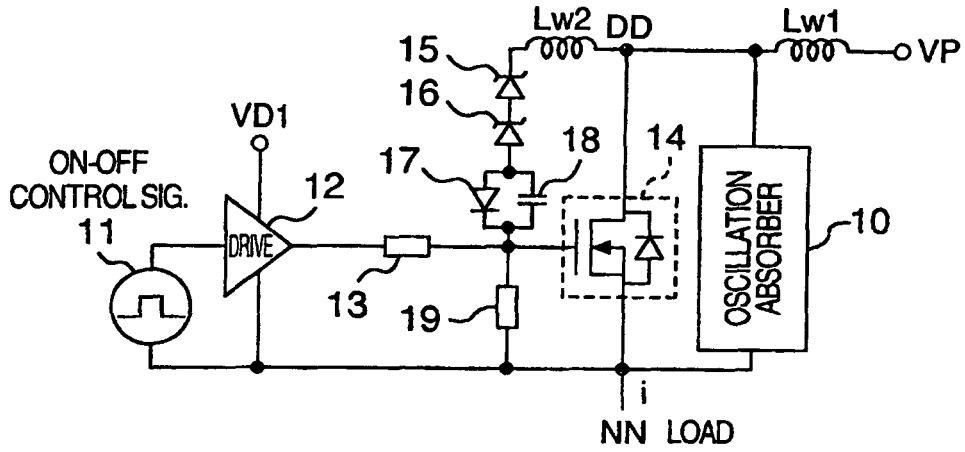 Lw2
DD
Lw1
VP
15
16
VD1
17
18
14
ON-OFF
CONTROL SIG.
11
12
DRIVE
13
19
10
OSCILLATION
ABSORBER
i
NN LOAD